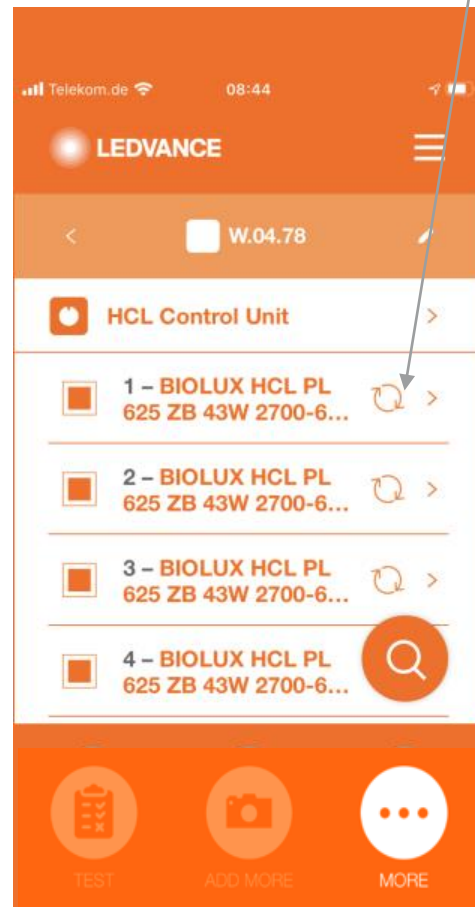 Telekom.de 08:44
LEDVANCE
< W.04.78
HCL Control Unit >
1 – BIOLUX HCL PL
625 ZB 43W 2700-6... >
2 – BIOLUX HCL PL
625 ZB 43W 2700-6... >
3 – BIOLUX HCL PL
625 ZB 43W 2700-6... >
4 – BIOLUX HCL PL
625 ZB 43W 2700-6...
TEST ADD MORE MORE